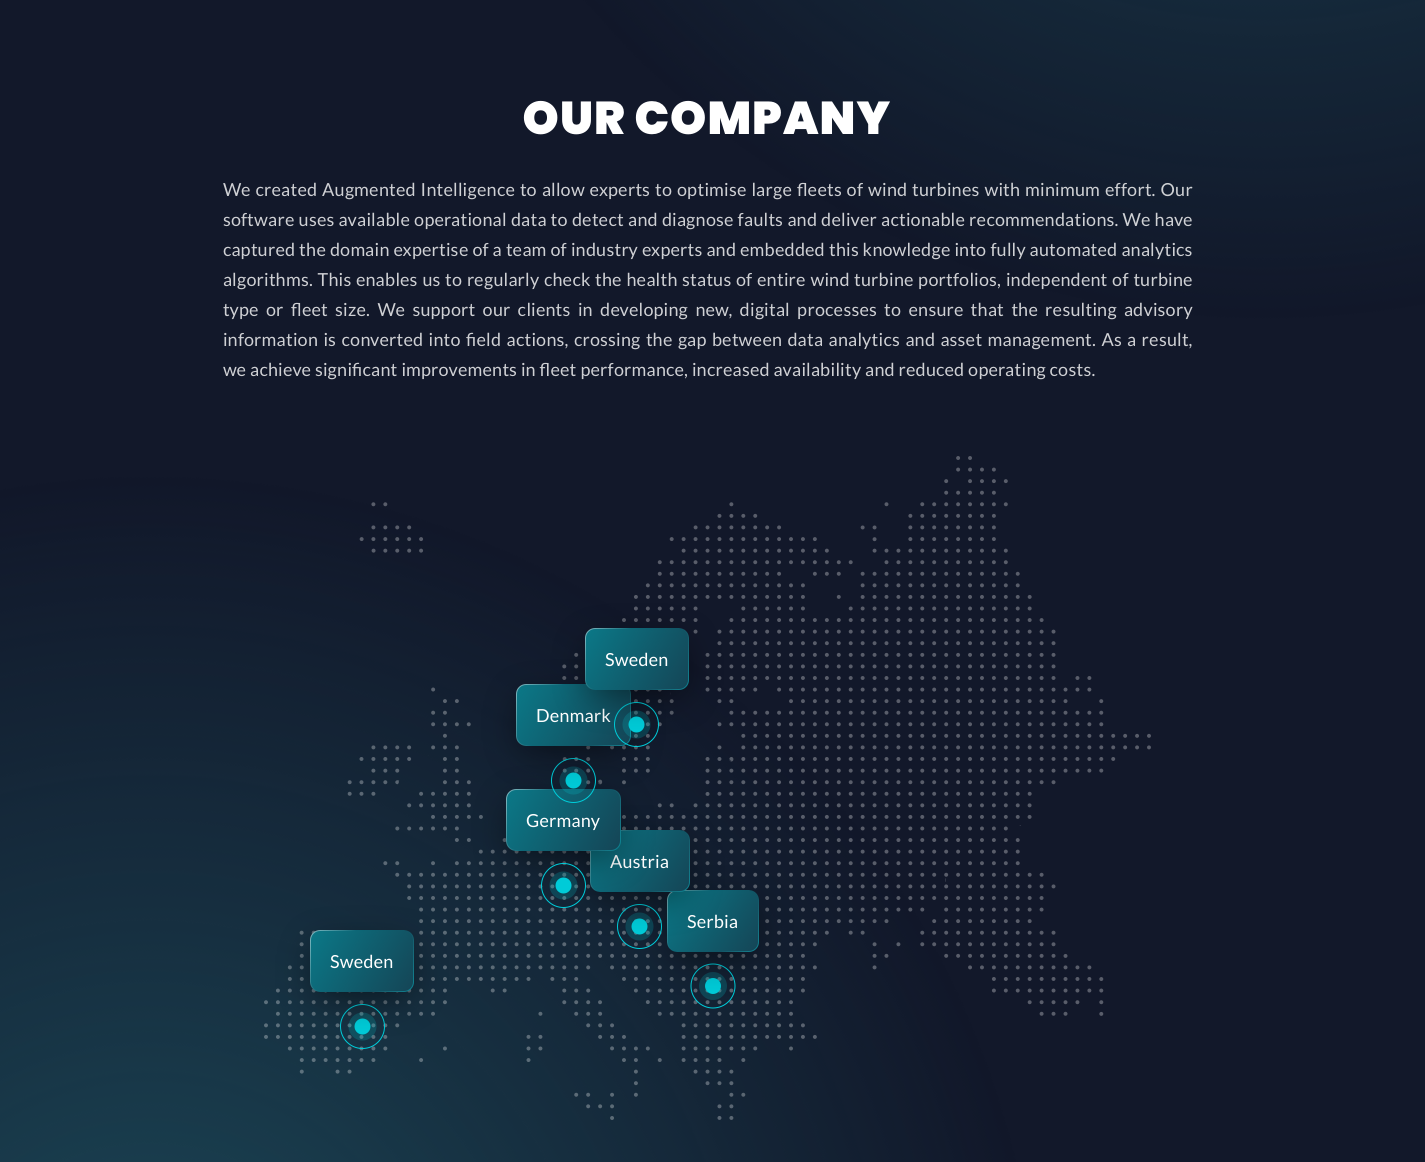 OUR COMPANY
We created Augmented Intelligence to allow experts to optimise large fleets of wind turbines with minimum effort. Our
software uses available operational data to detect and diagnose faults and deliver actionable recommendations. We have
captured the domain expertise of a team of industry experts and embedded this knowledge into fully automated analytics
algorithms. This enables us to regularly check the health status of entire wind turbine portfolios, independent of turbine
type or fleet size. We support our clients in developing new, digital processes to ensure that the resulting advisory
information is converted into field actions, crossing the gap between data analytics and asset management. As a result,
we achieve significant improvements in fleet performance, increased availability and reduced operating costs.
Sweden
Denmark
Germany
Austria
Serbia
Sweden